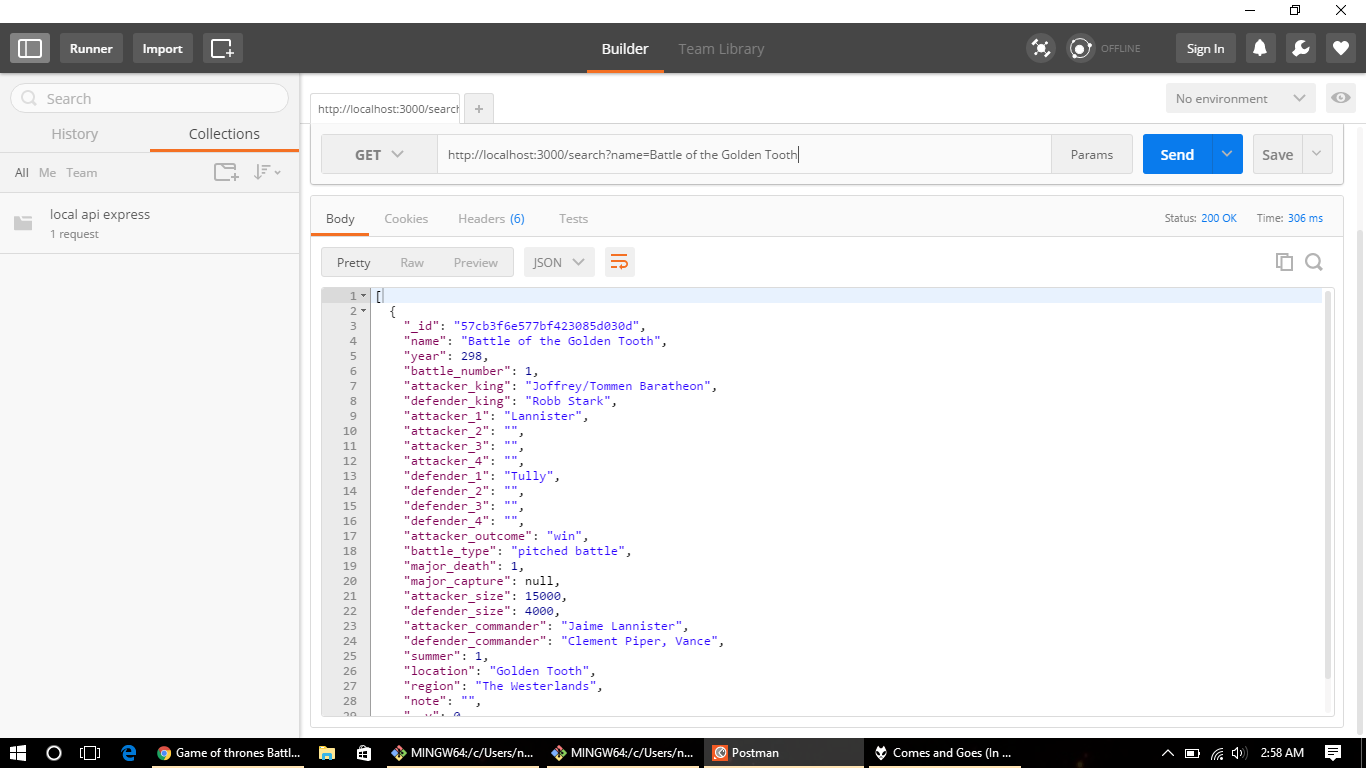 Runner
Import
Builder
Team Library
OFFLINE
Sign In
Search
History
Collections
All Me Team
local api express
1 request
http://localhost:3000/search
+
No environment
GET
http://localhost:3000/search?name=Battle of the Golden Tooth
Params
Send
Save
Body
Cookies
Headers (6)
Tests
Status: 200 OK
Time: 306 ms
Pretty
Raw
Preview
JSON
1 [
2 {
3 "_id": "57cb3f6e577bf423085d030d",
4 "name": "Battle of the Golden Tooth",
5 "year": 298,
6 "battle_number": 1,
7 "attacker_king": "Joffrey/Tommen Baratheon",
8 "defender_king": "Robb Stark",
9 "attacker_1": "Lannister",
10 "attacker_2": "",
11 "attacker_3": "",
12 "attacker_4": "",
13 "defender_1": "Tully",
14 "defender_2": "",
15 "defender_3": "",
16 "defender_4": "",
17 "attacker_outcome": "win",
18 "battle_type": "pitched battle",
19 "major_death": 1,
20 "major_capture": null,
21 "attacker_size": 15000,
22 "defender_size": 4000,
23 "attacker_commander": "Jaime Lannister",
24 "defender_commander": "Clement Piper, Vance",
25 "summer": 1,
26 "location": "Golden Tooth",
27 "region": "The Westerlands",
28 "note": "",
Game of thrones Battl...
MINGW64:/c/Users/n...
MINGW64:/c/Users/n...
Postman
Comes and Goes (In ...
2:58 AM